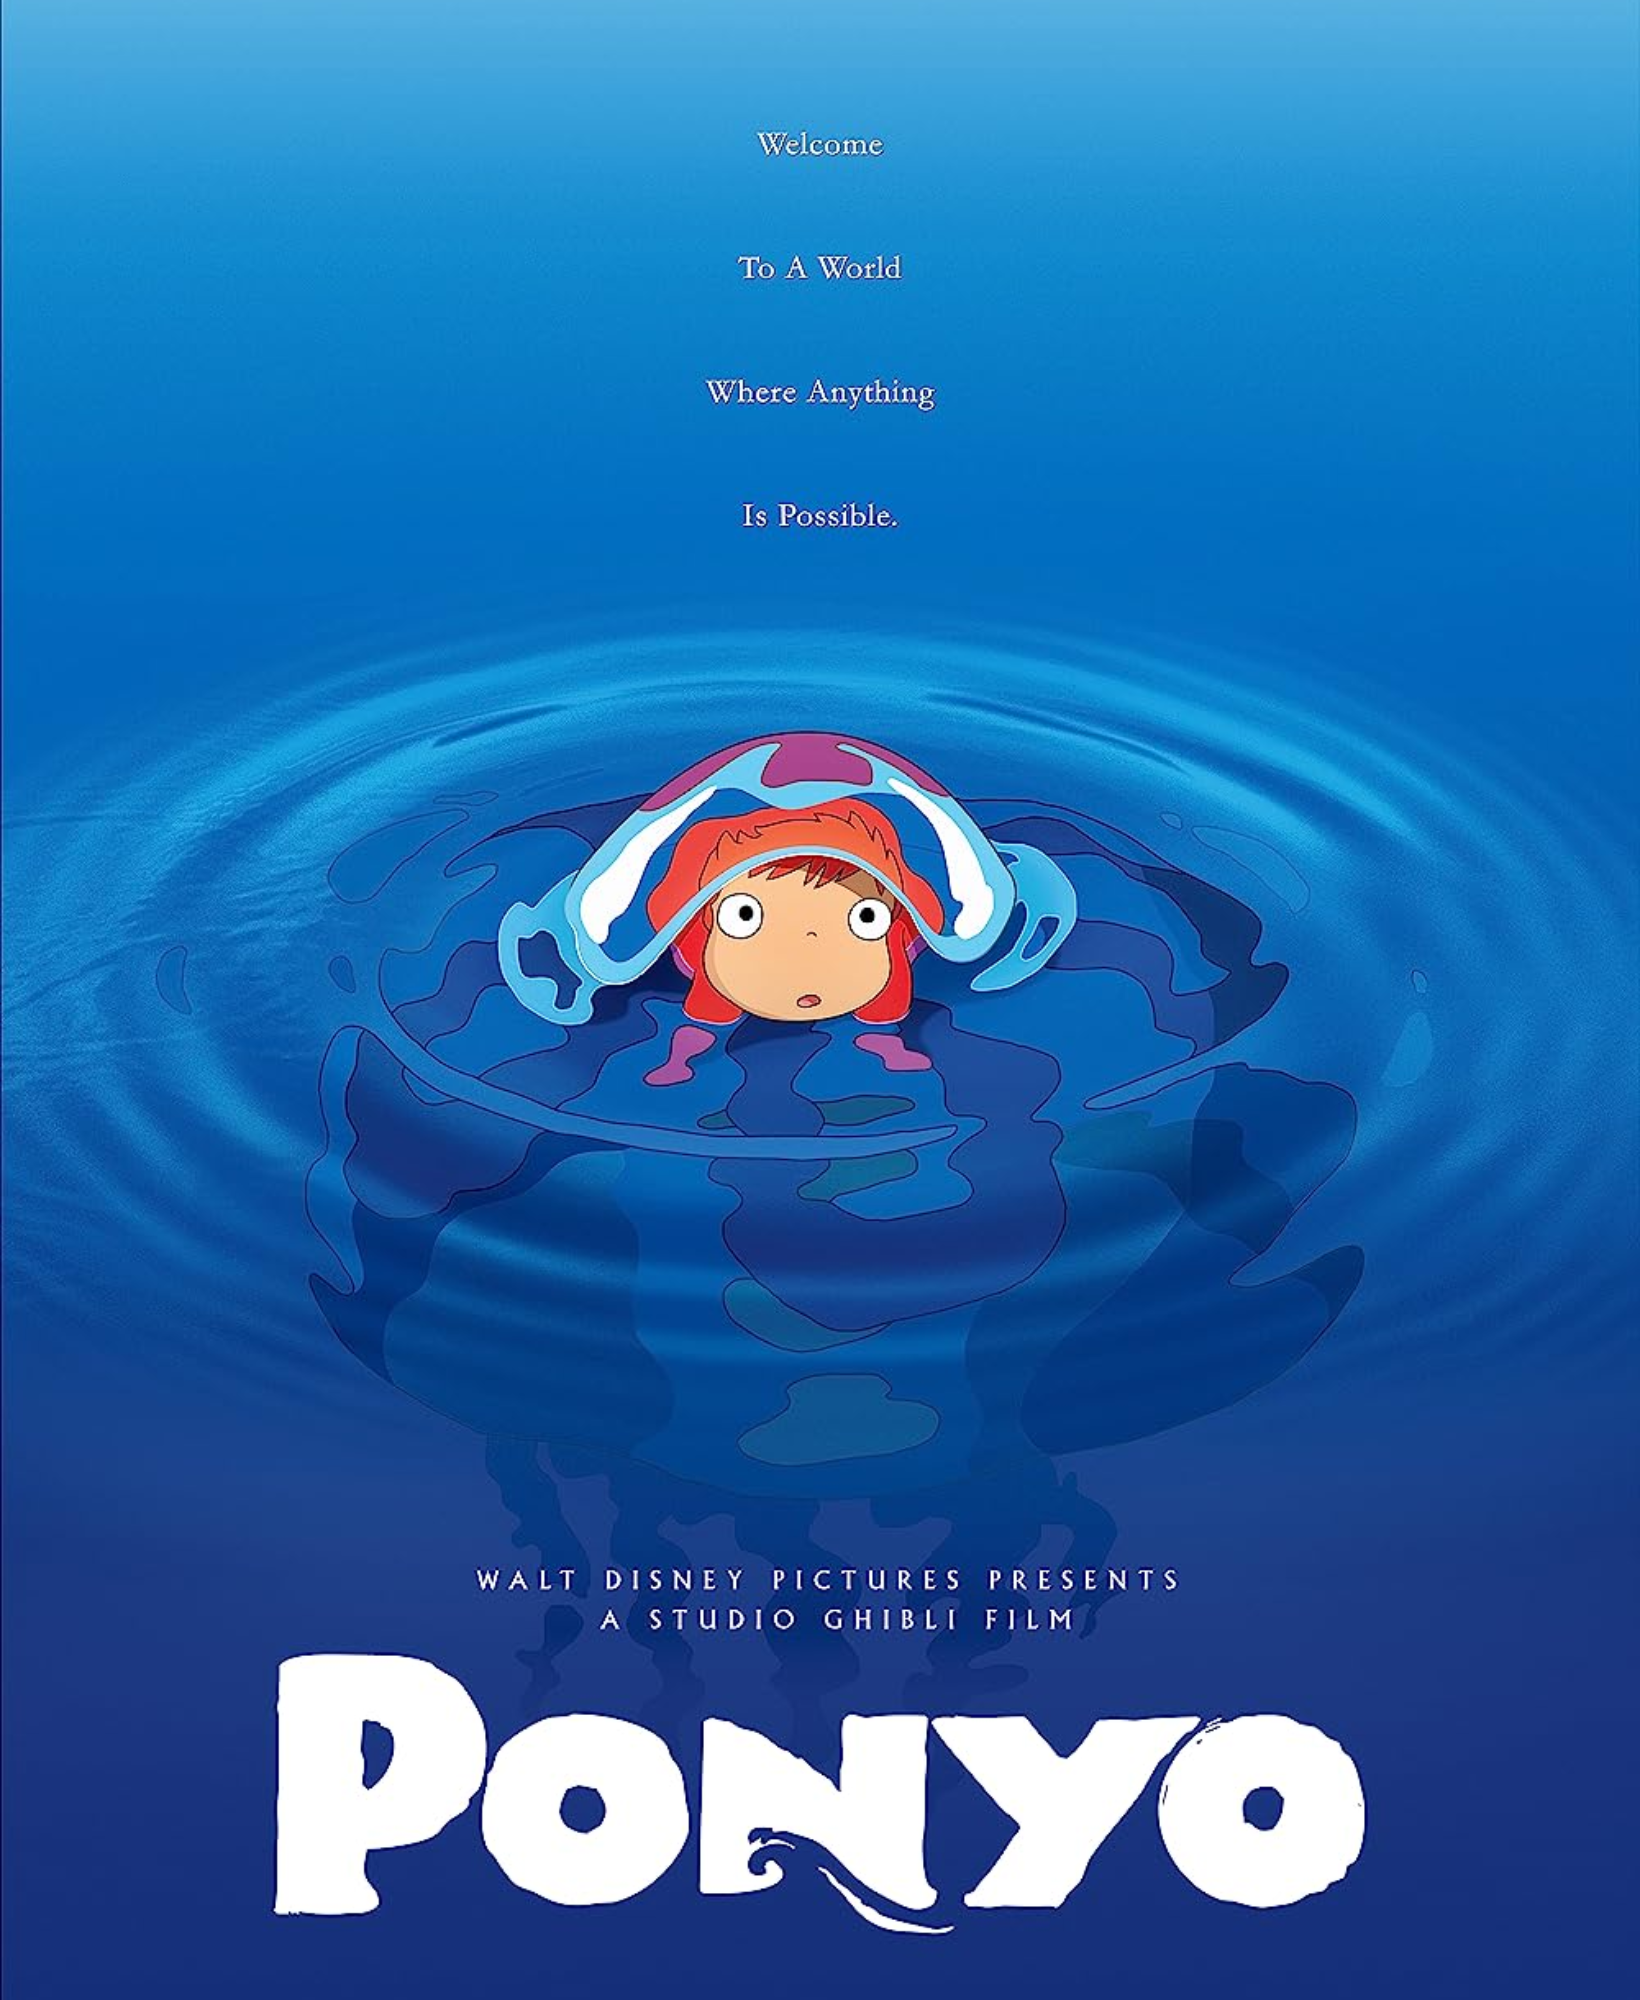 Welcome
To A World
Where Anything
Is Possible.
WALT DISNEY PICTURES PRESENTS
A STUDIO GHIBLI FILM
PONYO